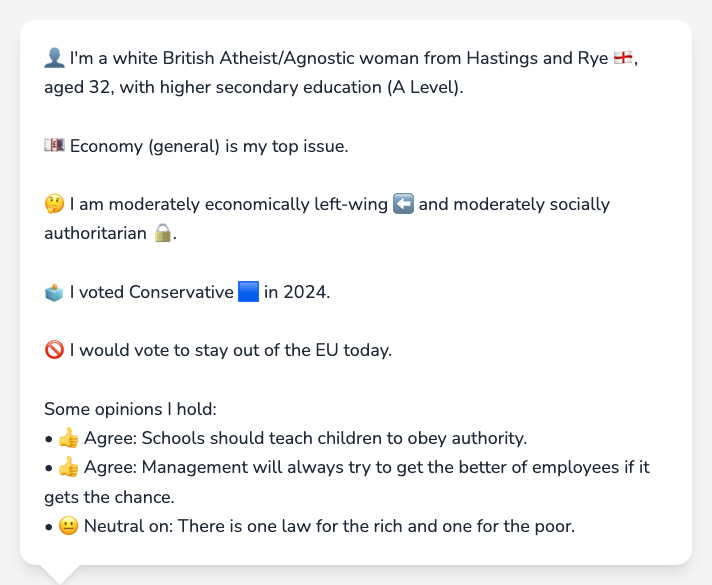 👤 I'm a white British Atheist/Agnostic woman from Hastings and Rye 🏴󠁧󠁢󠁥󠁮󠁧󠁿,
aged 32, with higher secondary education (A Level).
💷 Economy (general) is my top issue.
🤔 I am moderately economically left-wing ⬅️ and moderately socially
authoritarian 🔒.
🗳️ I voted Conservative 🟦 in 2024.
🚫 I would vote to stay out of the EU today.
Some opinions I hold:
• 👍 Agree: Schools should teach children to obey authority.
• 👍 Agree: Management will always try to get the better of employees if it
gets the chance.
• 😐 Neutral on: There is one law for the rich and one for the poor.